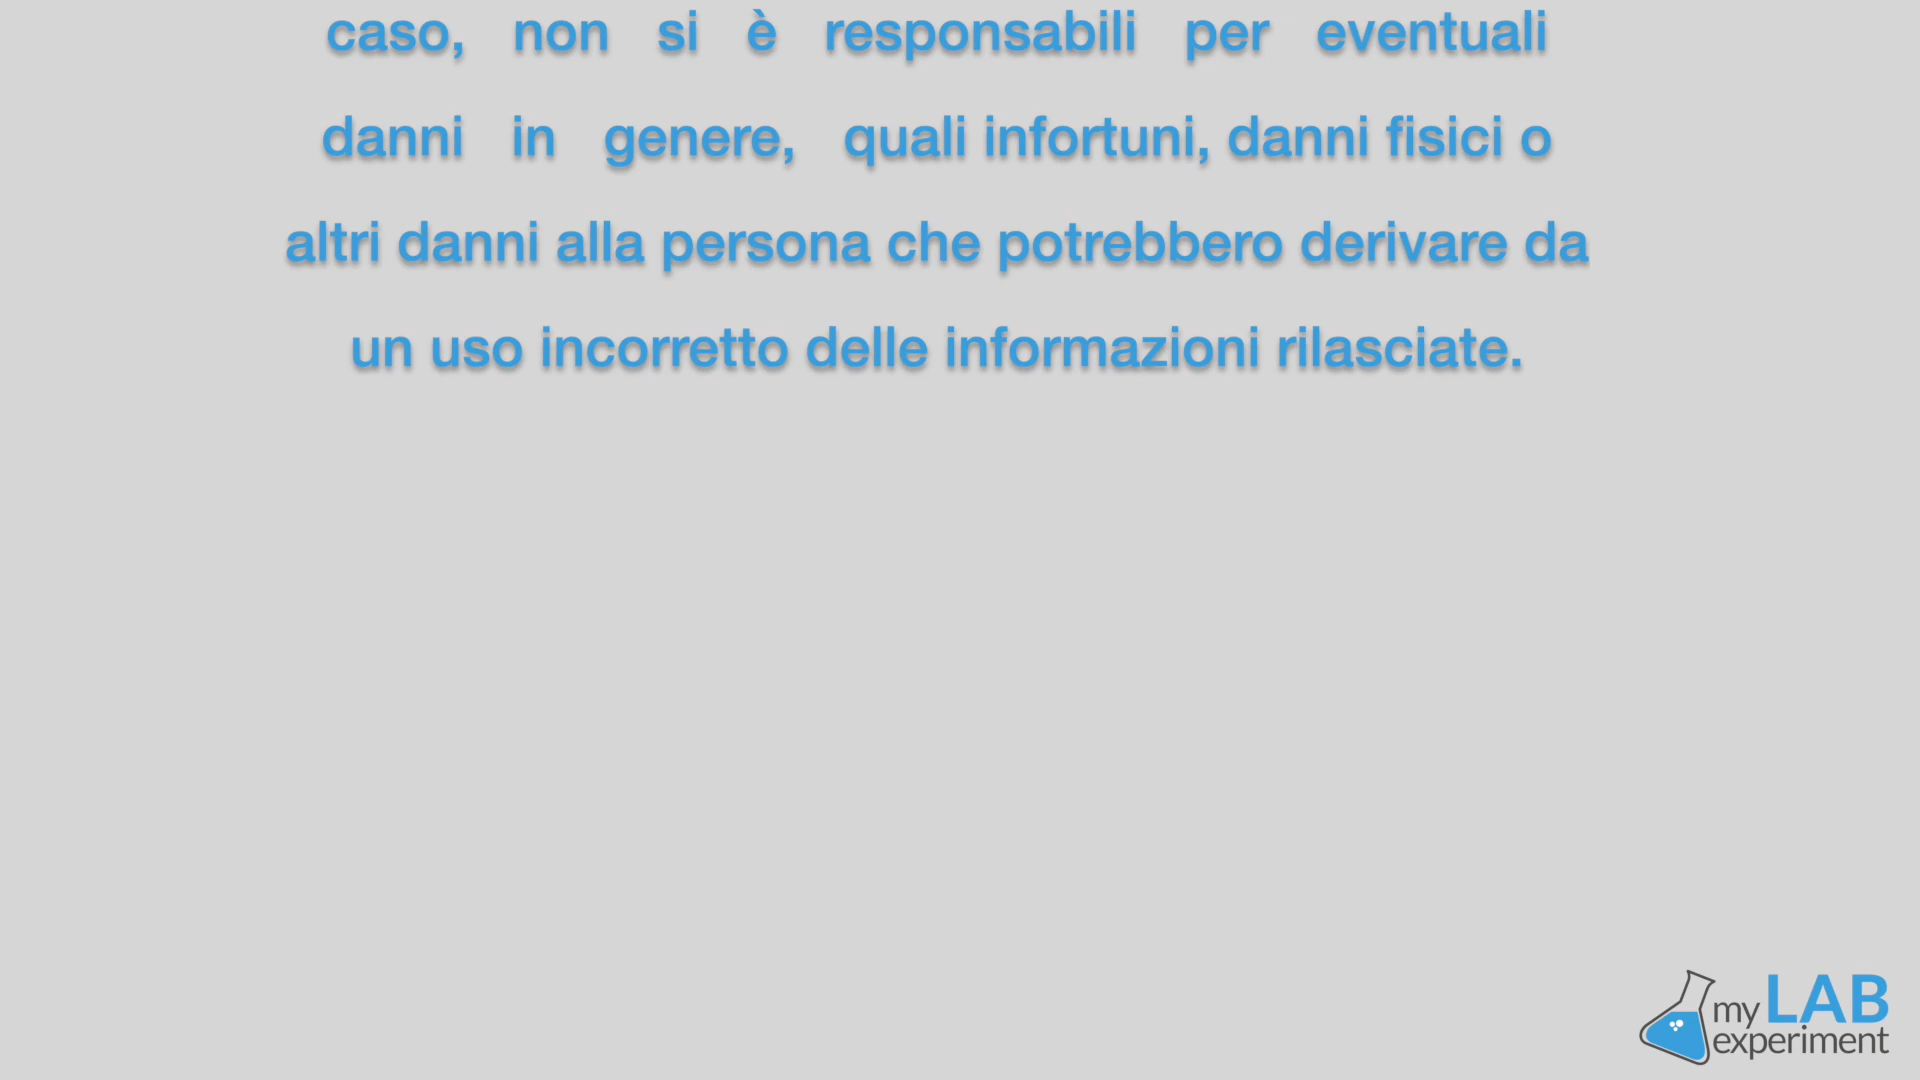 caso, non si è responsabili per eventuali
danni in genere, quali infortuni, danni fisici o
altri danni alla persona che potrebbero derivare da
un uso incorretto delle informazioni rilasciate.
my LAB
experiment